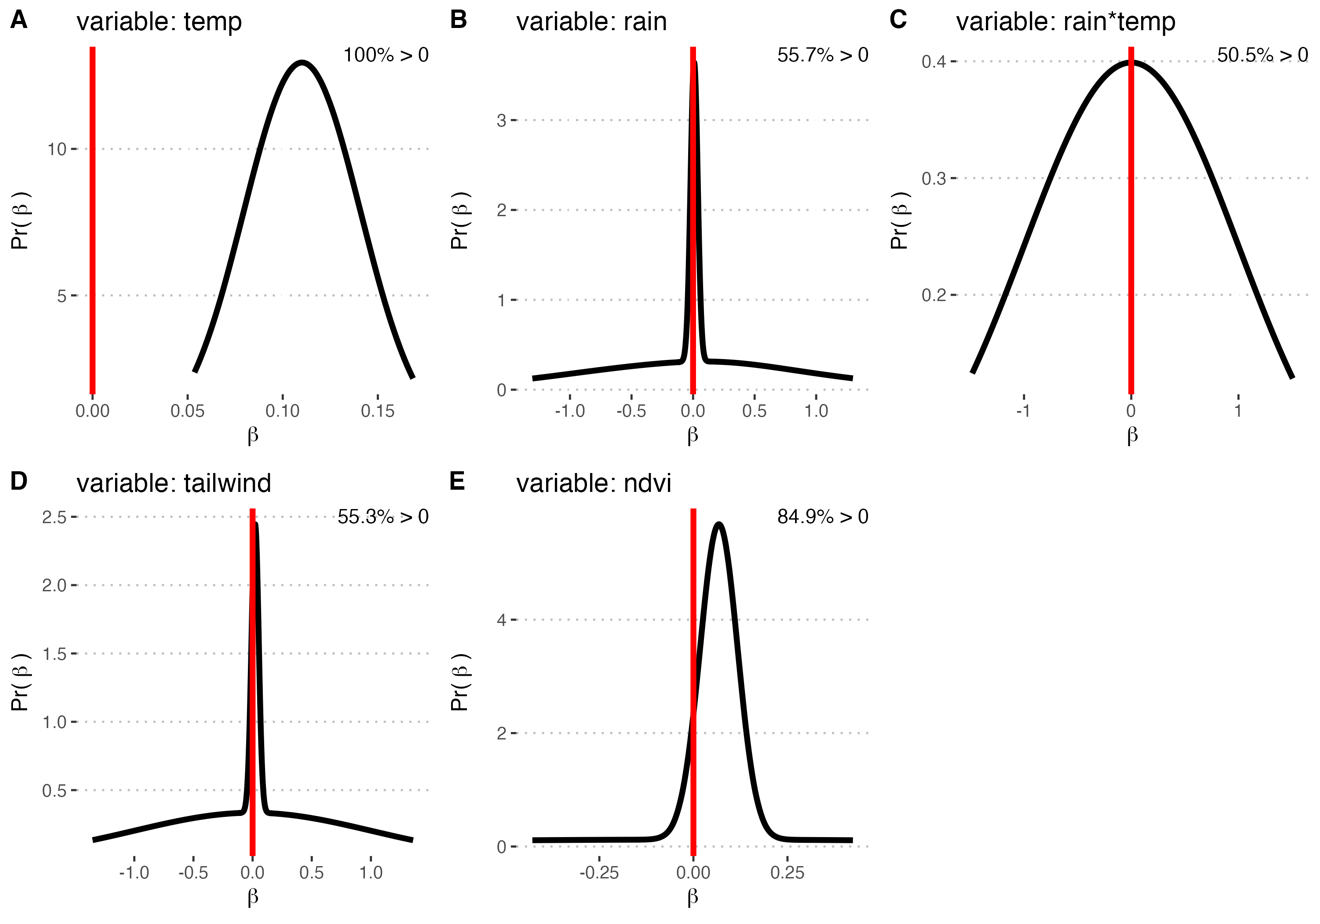 A variable: temp
100% > 0
10
5
Pr( β )
0.00 0.05 0.10 0.15
β
B variable: rain
55.7% > 0
3
2
1
0
Pr( β )
-1.0 -0.5 0.0 0.5 1.0
β
C variable: rain*temp
50.5% > 0
0.4
0.3
0.2
Pr( β )
-1 0 1
β
D variable: tailwind
55.3% > 0
2.5
2.0
1.5
1.0
0.5
Pr( β )
-1.0 -0.5 0.0 0.5 1.0
β
E variable: ndvi
84.9% > 0
4
2
0
Pr( β )
-0.25 0.00 0.25
β